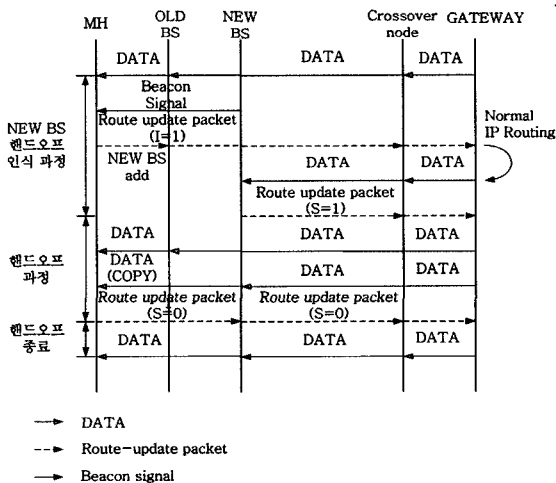 MH
OLD
BS
NEW
BS
Crossover
node
GATEWAY
DATA
DATA
DATA
Beacon
Signal
Route update packet
(I=1)
NEW BS
핸드오프
인식 과정
Normal
IP Routing
NEW BS
add
DATA
DATA
Route update packet
(S=1)
DATA
DATA
DATA
핸드오프
과정
DATA
(COPY)
DATA
DATA
Route update packet
(S=0)
Route update packet
(S=0)
핸드오프
종료
DATA
DATA
DATA
DATA
Route-update packet
Beacon signal